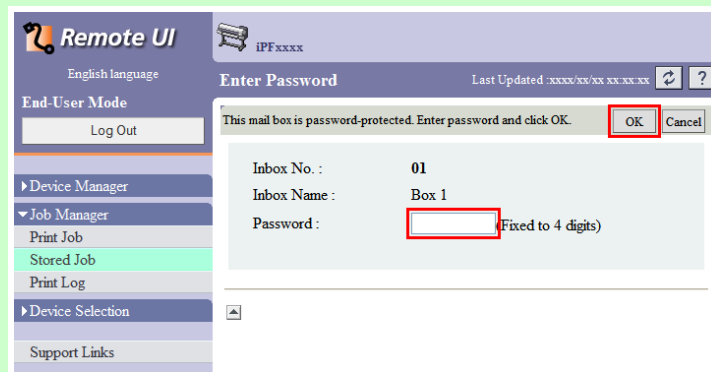 Remote UI
English language
End-User Mode
Log Out
Device Manager
Job Manager
Print Job
Stored Job
Print Log
Device Selection
Support Links
iPFxxxx
Enter Password
Last Updated :xxxx/xx/xx xx:xx:xx
?
This mail box is password-protected. Enter password and click OK.
OK
Cancel
Inbox No. : 01
Inbox Name : Box 1
Password : (Fixed to 4 digits)